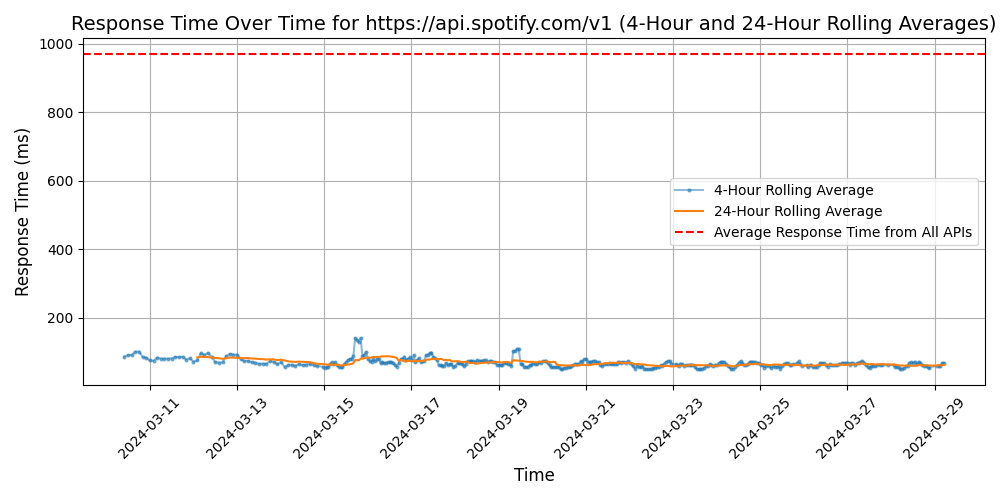 Response Time Over Time for https://api.spotify.com/v1 (4-Hour and 24-Hour Rolling Averages)
Response Time (ms)
1000
800
600
400
200
4-Hour Rolling Average
24-Hour Rolling Average
Average Response Time from All APIs
2024-03-11
2024-03-13
2024-03-15
2024-03-17
2024-03-19
2024-03-21
2024-03-23
2024-03-25
2024-03-27
2024-03-29
Time